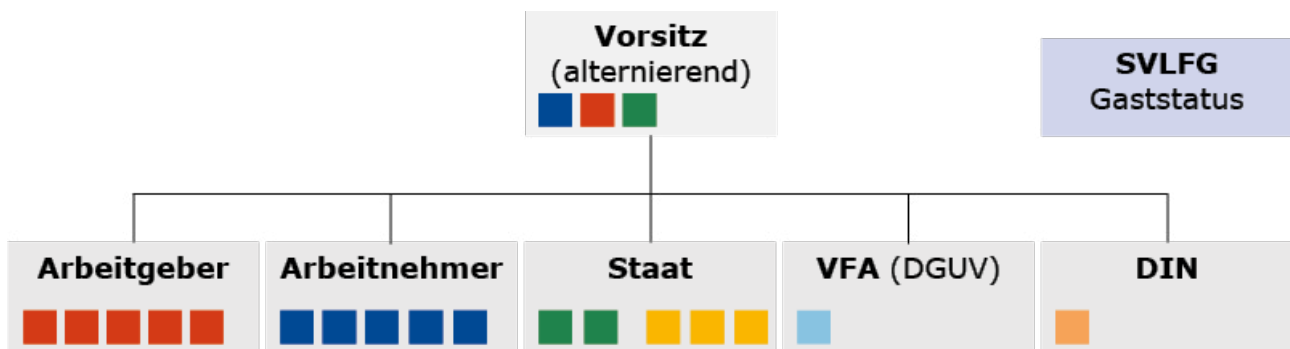 Vorsitz
(alternierend)
SVLFG
Gaststatus
Arbeitgeber
Arbeitnehmer
Staat
VFA (DGUV)
DIN